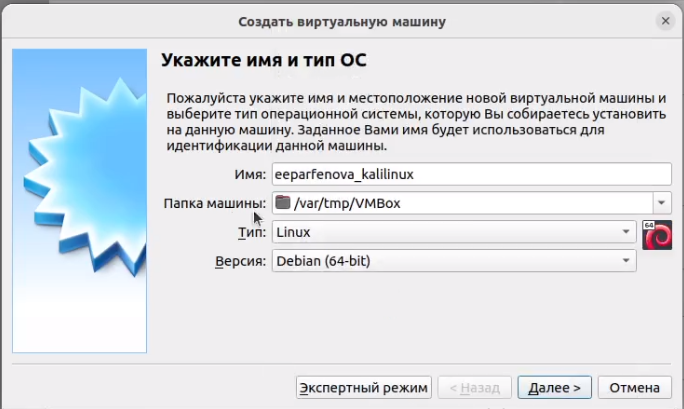 Создать виртуальную машину
Укажите имя и тип ОС
Пожалуйста укажите имя и местоположение новой виртуальной машины и
выберите тип операционной системы, которую Вы собираетесь установить
на данную машину. Заданное Вами имя будет использоваться для
идентификации данной машины.
Имя: eeparfenova_kalilinux
Папка машины: /var/tmp/VMBox
Тип: Linux
64
Версия: Debian (64-bit)
Экспертный режим < Назад Далее > Отмена